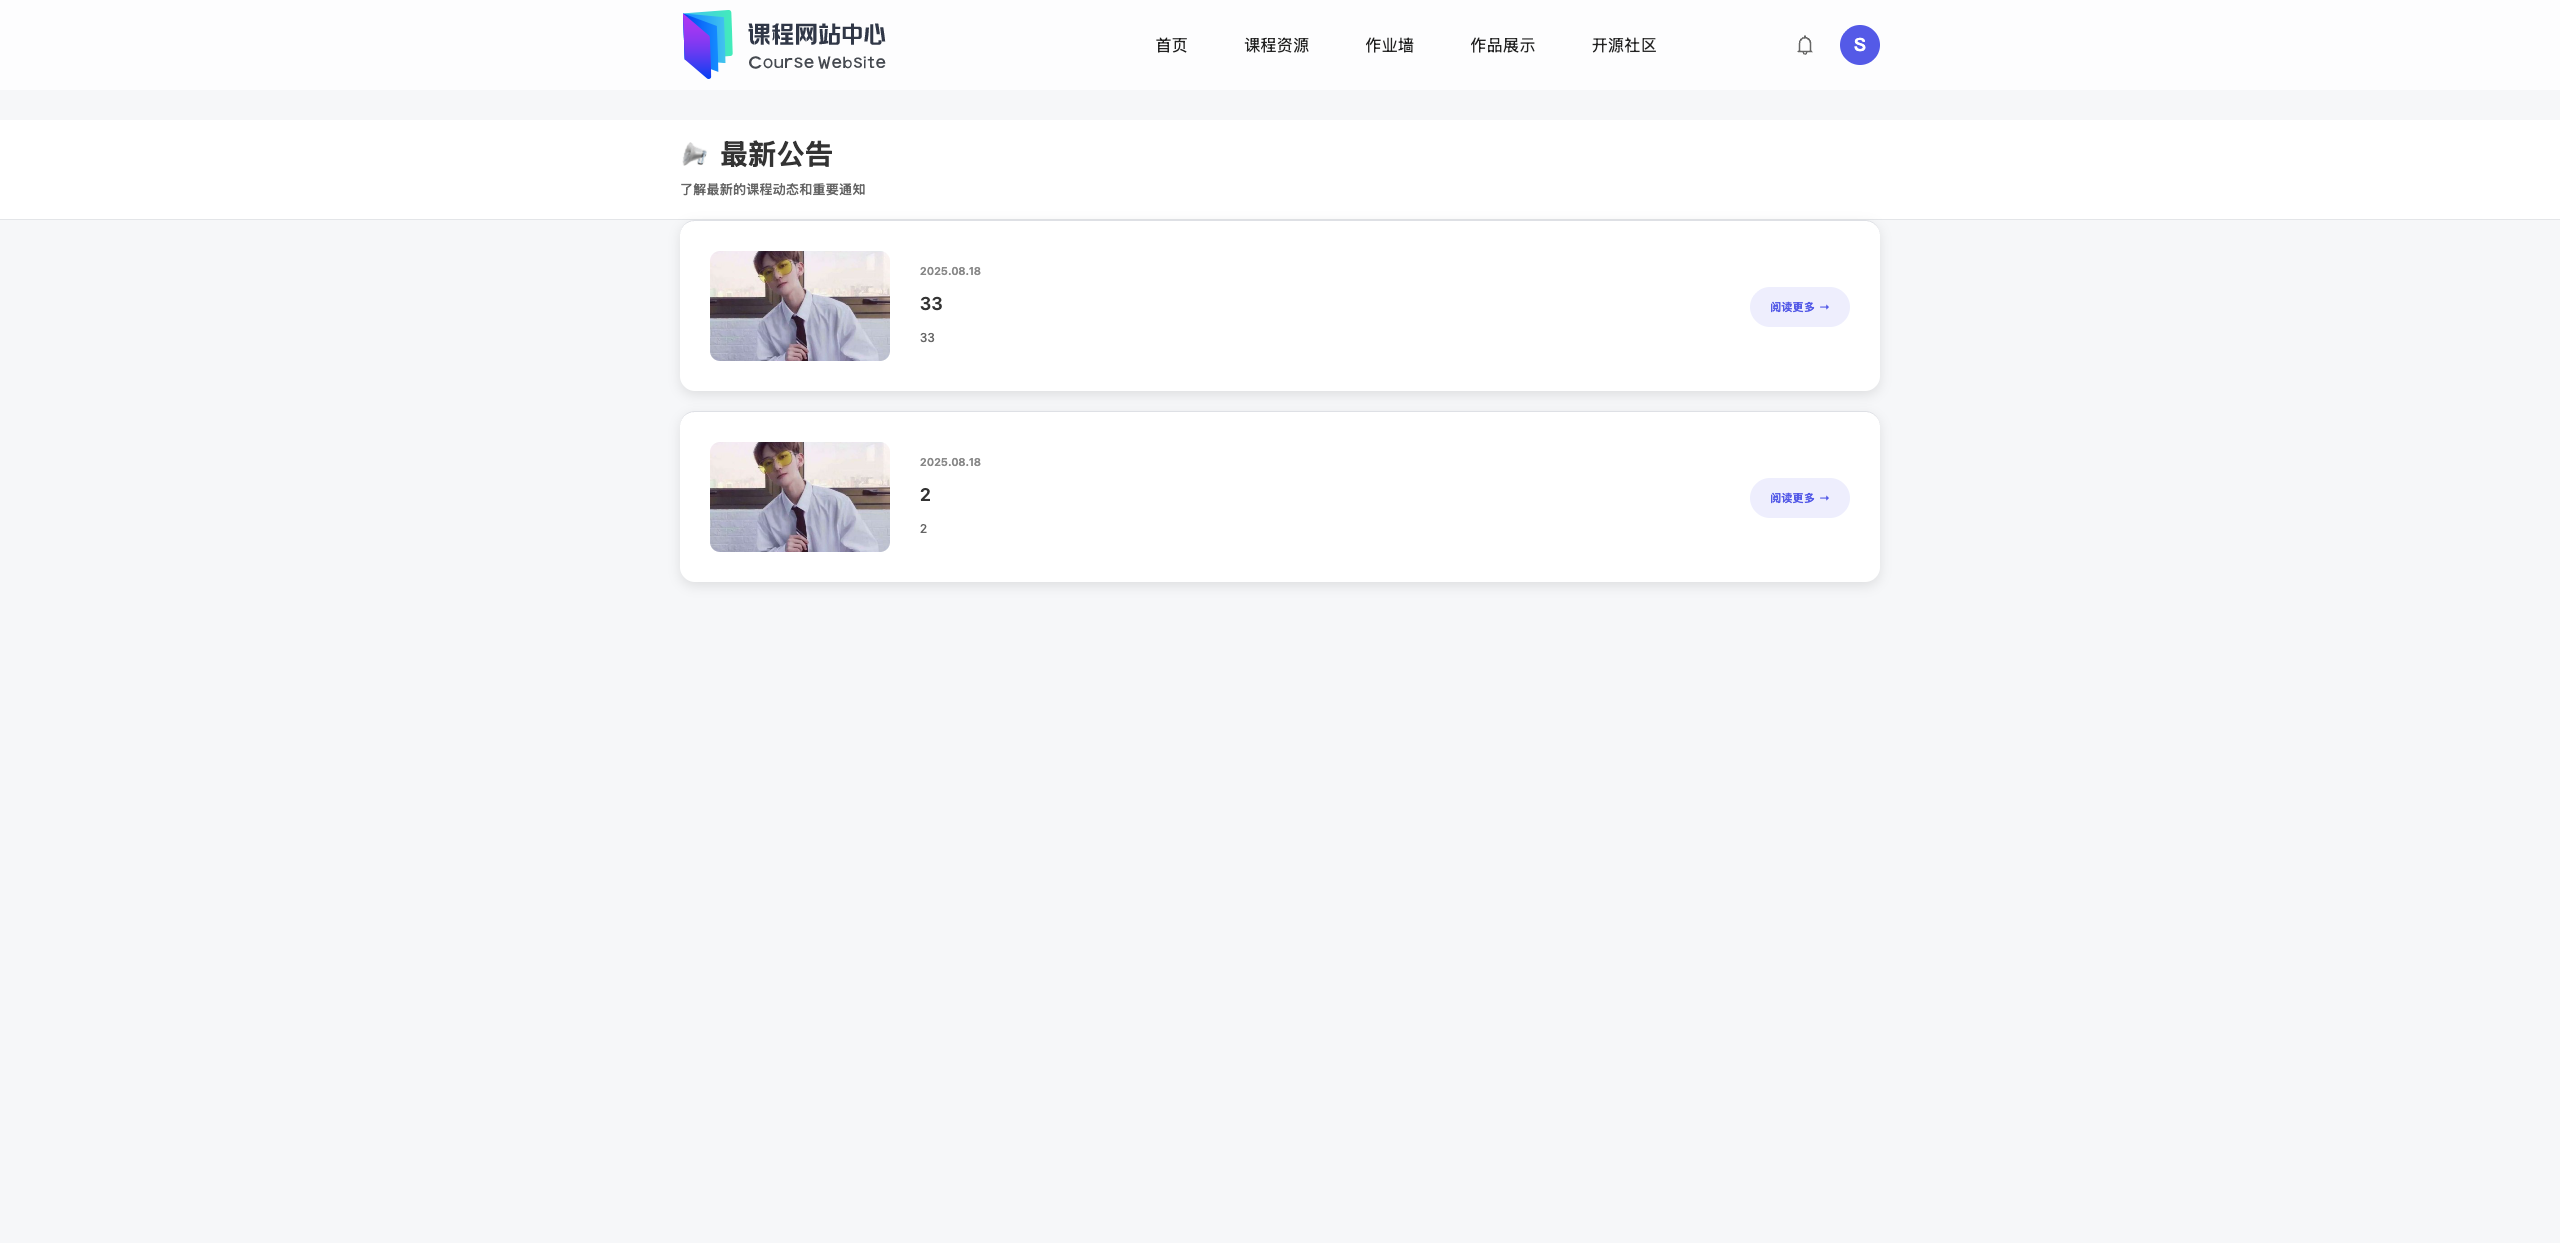 课程网站中心
Course Website
首页
课程资源
作业墙
作品展示
开源社区
S
最新公告
了解最新的课程动态和重要通知
2025.08.18
33
33
阅读更多 →
2025.08.18
2
2
阅读更多 →